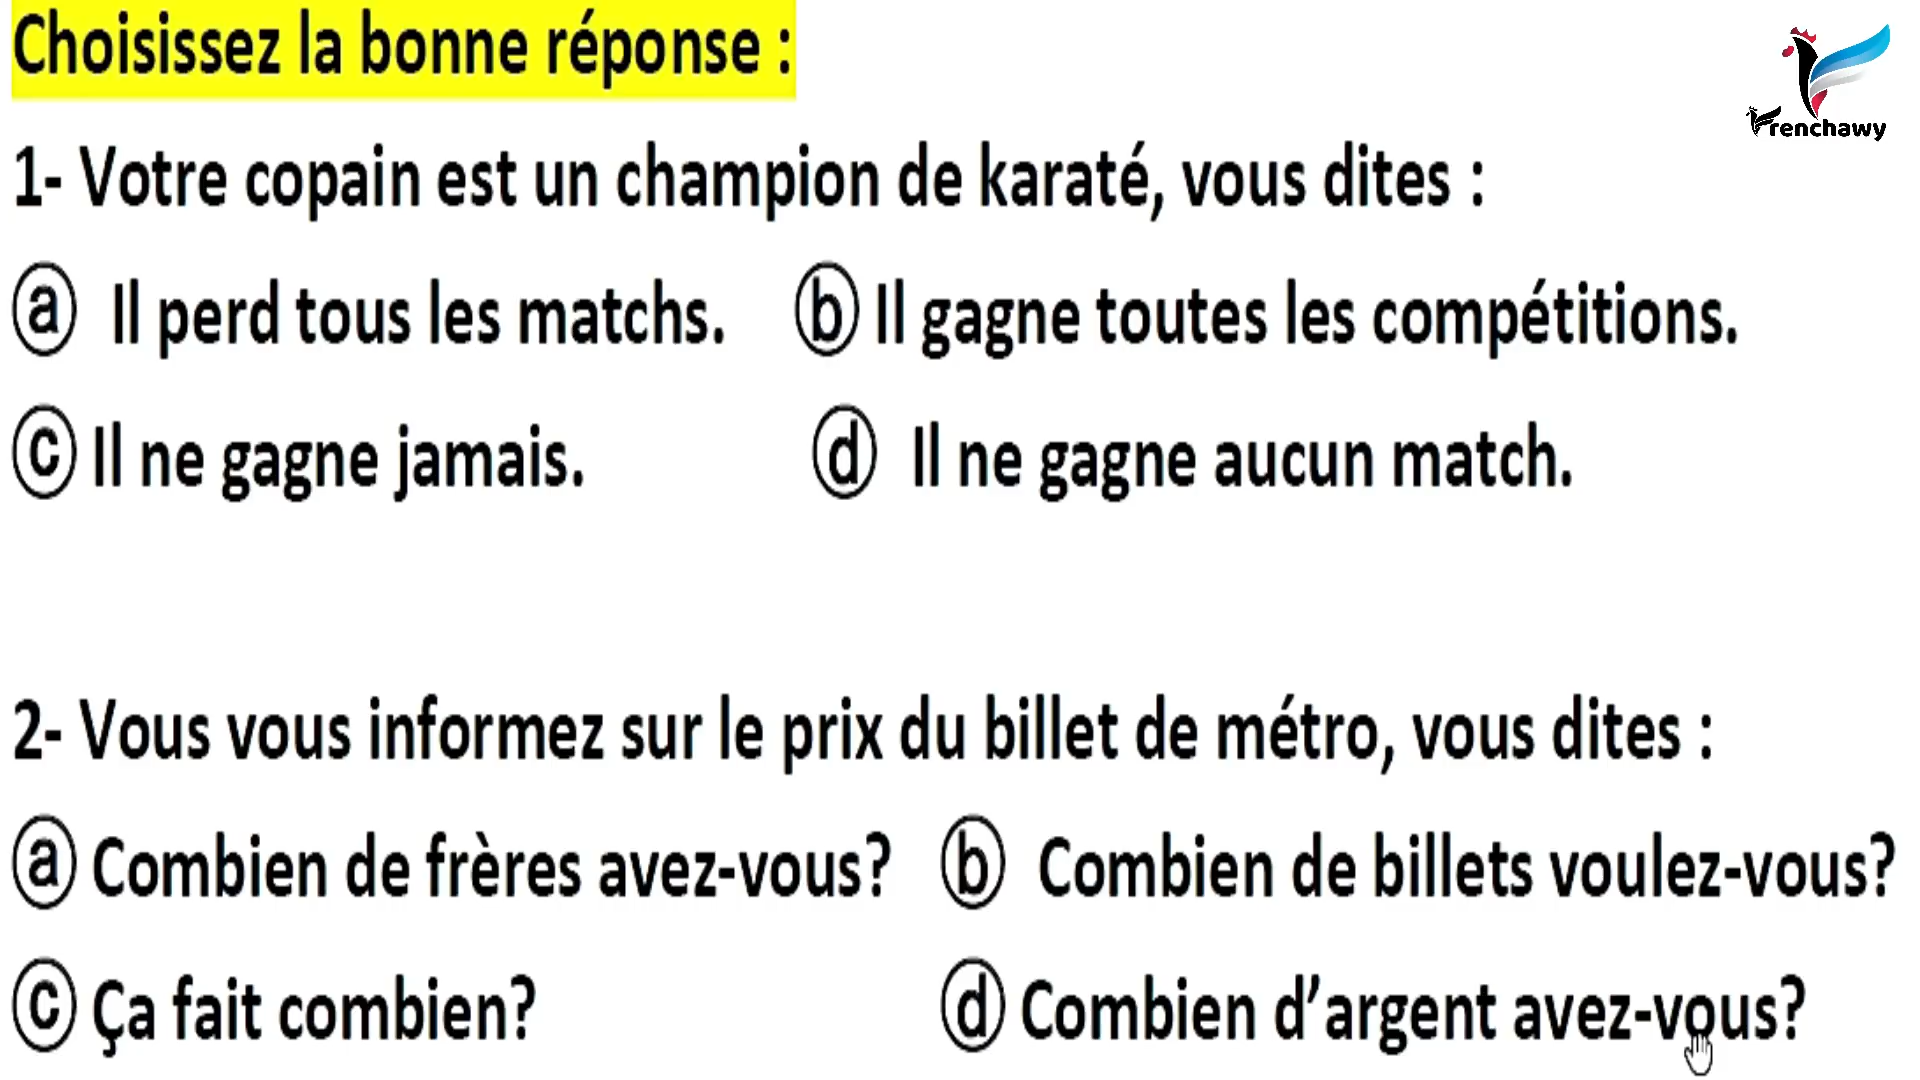 Choisissez la bonne réponse :
renchawy
1- Votre copain est un champion de karaté, vous dites :
ⓐ Il perd tous les matchs. ⓑ Il gagne toutes les compétitions.
ⓒ Il ne gagne jamais. ⓓ Il ne gagne aucun match.
2- Vous vous informez sur le prix du billet de métro, vous dites :
ⓐ Combien de frères avez-vous? ⓑ Combien de billets voulez-vous?
ⓒ Ça fait combien? ⓓ Combien d’argent avez-vous?